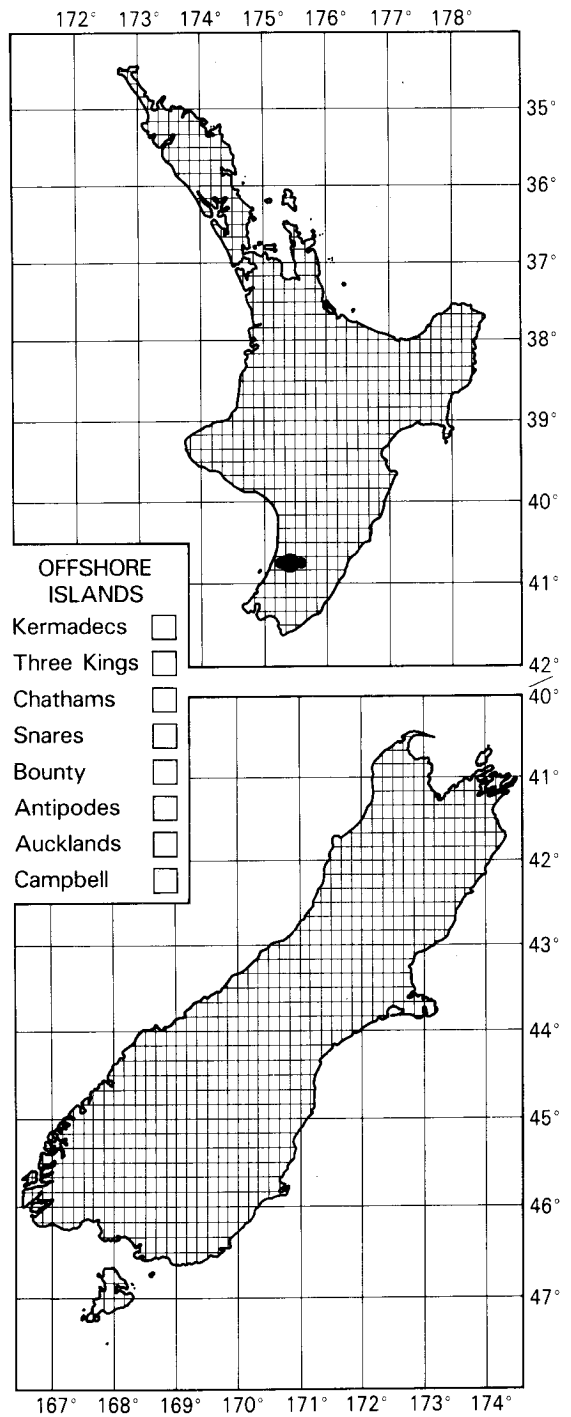 172° 173° 174° 175° 176° 177° 178°
35°
36°
37°
38°
39°
40°
41°
42°
OFFSHORE
ISLANDS
Kermadecs
Three Kings
Chathams
Snares
Bounty
Antipodes
Aucklands
Campbell
40°
41°
42°
43°
44°
45°
46°
47°
167° 168° 169° 170° 171° 172° 173° 174°